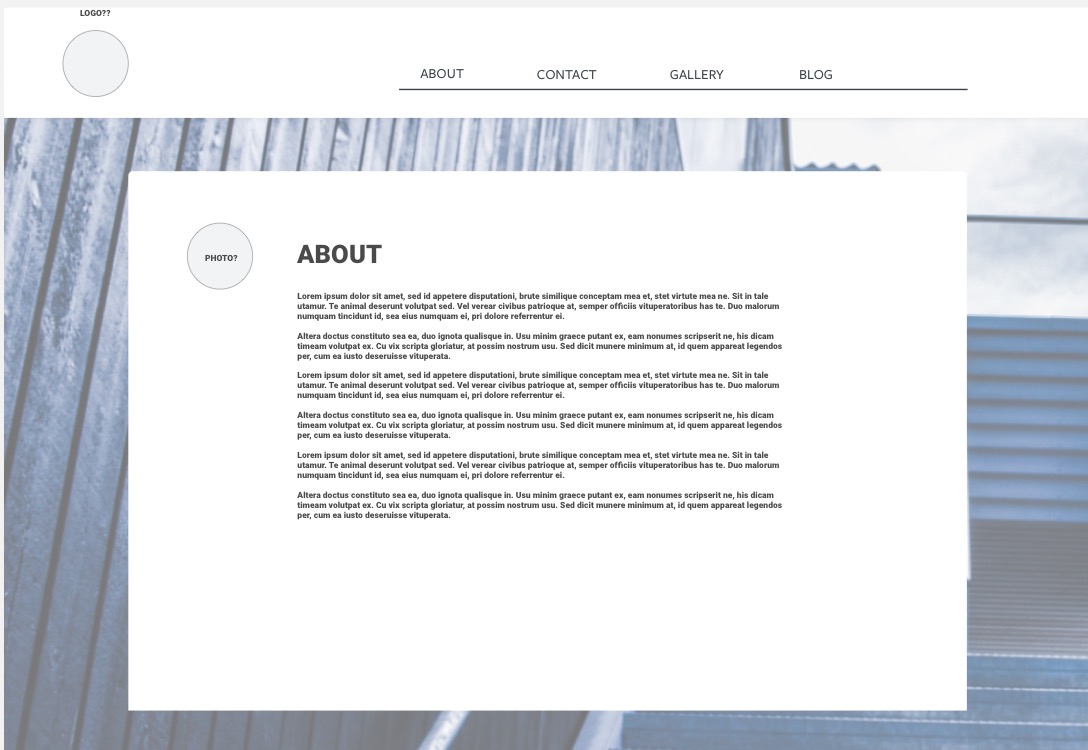 LOGO??
ABOUT CONTACT GALLERY BLOG
PHOTO?
ABOUT
Lorem ipsum dolor sit amet, sed id appetere disputationi, brute similique conceptam mea et, stet virtute mea ne. Sit in tale
utamur. Te animal deserunt volutpat sed. Vel verear civibus patrioque at, semper officiis vituperatoribus has te. Duo malorum
numquam tincidunt id, sea eius numquam ei, pri dolore referrentur ei.
Altera doctus constituto sea ea, duo ignota qualisque in. Usu minim graece putant ex, eam nonumes scripserit ne, his dicam
timeam volutpat ex. Cu vix scripta gloriatur, at possim nostrum usu. Sed dicit munere minimum at, id quem appareat legendos
per, cum ea iusto deseruisse vituperata.
Lorem ipsum dolor sit amet, sed id appetere disputationi, brute similique conceptam mea et, stet virtute mea ne. Sit in tale
utamur. Te animal deserunt volutpat sed. Vel verear civibus patrioque at, semper officiis vituperatoribus has te. Duo malorum
numquam tincidunt id, sea eius numquam ei, pri dolore referrentur ei.
Altera doctus constituto sea ea, duo ignota qualisque in. Usu minim graece putant ex, eam nonumes scripserit ne, his dicam
timeam volutpat ex. Cu vix scripta gloriatur, at possim nostrum usu. Sed dicit munere minimum at, id quem appareat legendos
per, cum ea iusto deseruisse vituperata.
Lorem ipsum dolor sit amet, sed id appetere disputationi, brute similique conceptam mea et, stet virtute mea ne. Sit in tale
utamur. Te animal deserunt volutpat sed. Vel verear civibus patrioque at, semper officiis vituperatoribus has te. Duo malorum
numquam tincidunt id, sea eius numquam ei, pri dolore referrentur ei.
Altera doctus constituto sea ea, duo ignota qualisque in. Usu minim graece putant ex, eam nonumes scripserit ne, his dicam
timeam volutpat ex. Cu vix scripta gloriatur, at possim nostrum usu. Sed dicit munere minimum at, id quem appareat legendos
per, cum ea iusto deseruisse vituperata.